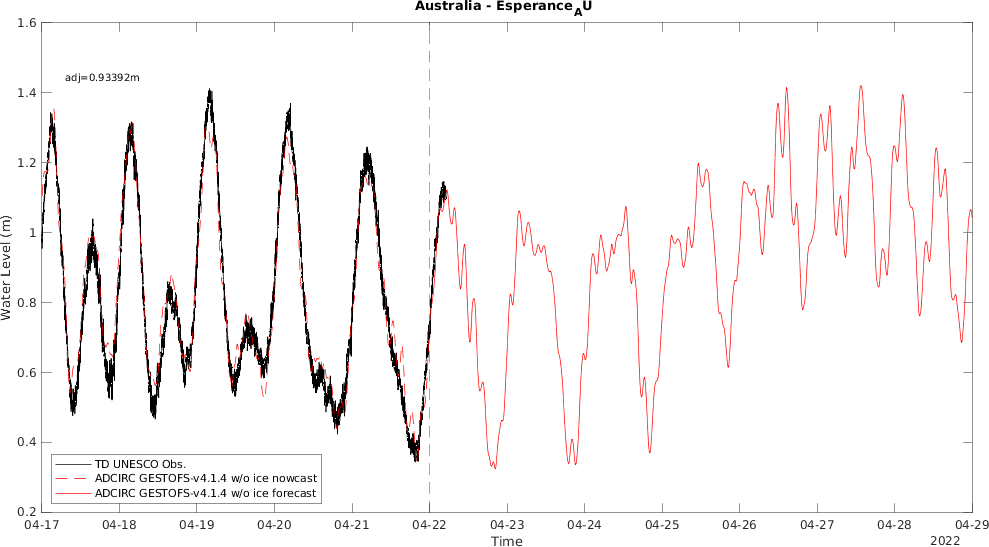 Australia - Esperance_AU
1.6
1.4
1.2
1
0.8
0.6
0.4
0.2
Water Level (m)
adj=0.93392m
TD UNESCO Obs.
ADCIRC GESTOFS-v4.1.4 w/o ice nowcast
ADCIRC GESTOFS-v4.1.4 w/o ice forecast
04-17 04-18 04-19 04-20 04-21 04-22 04-23 04-24 04-25 04-26 04-27 04-28 04-29
Time
2022